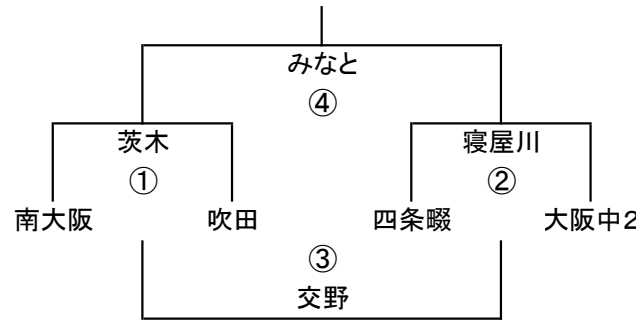 みなと
④
茨木
寝屋川
①
②
南大阪
吹田
四条畷
大阪中2
③
交野